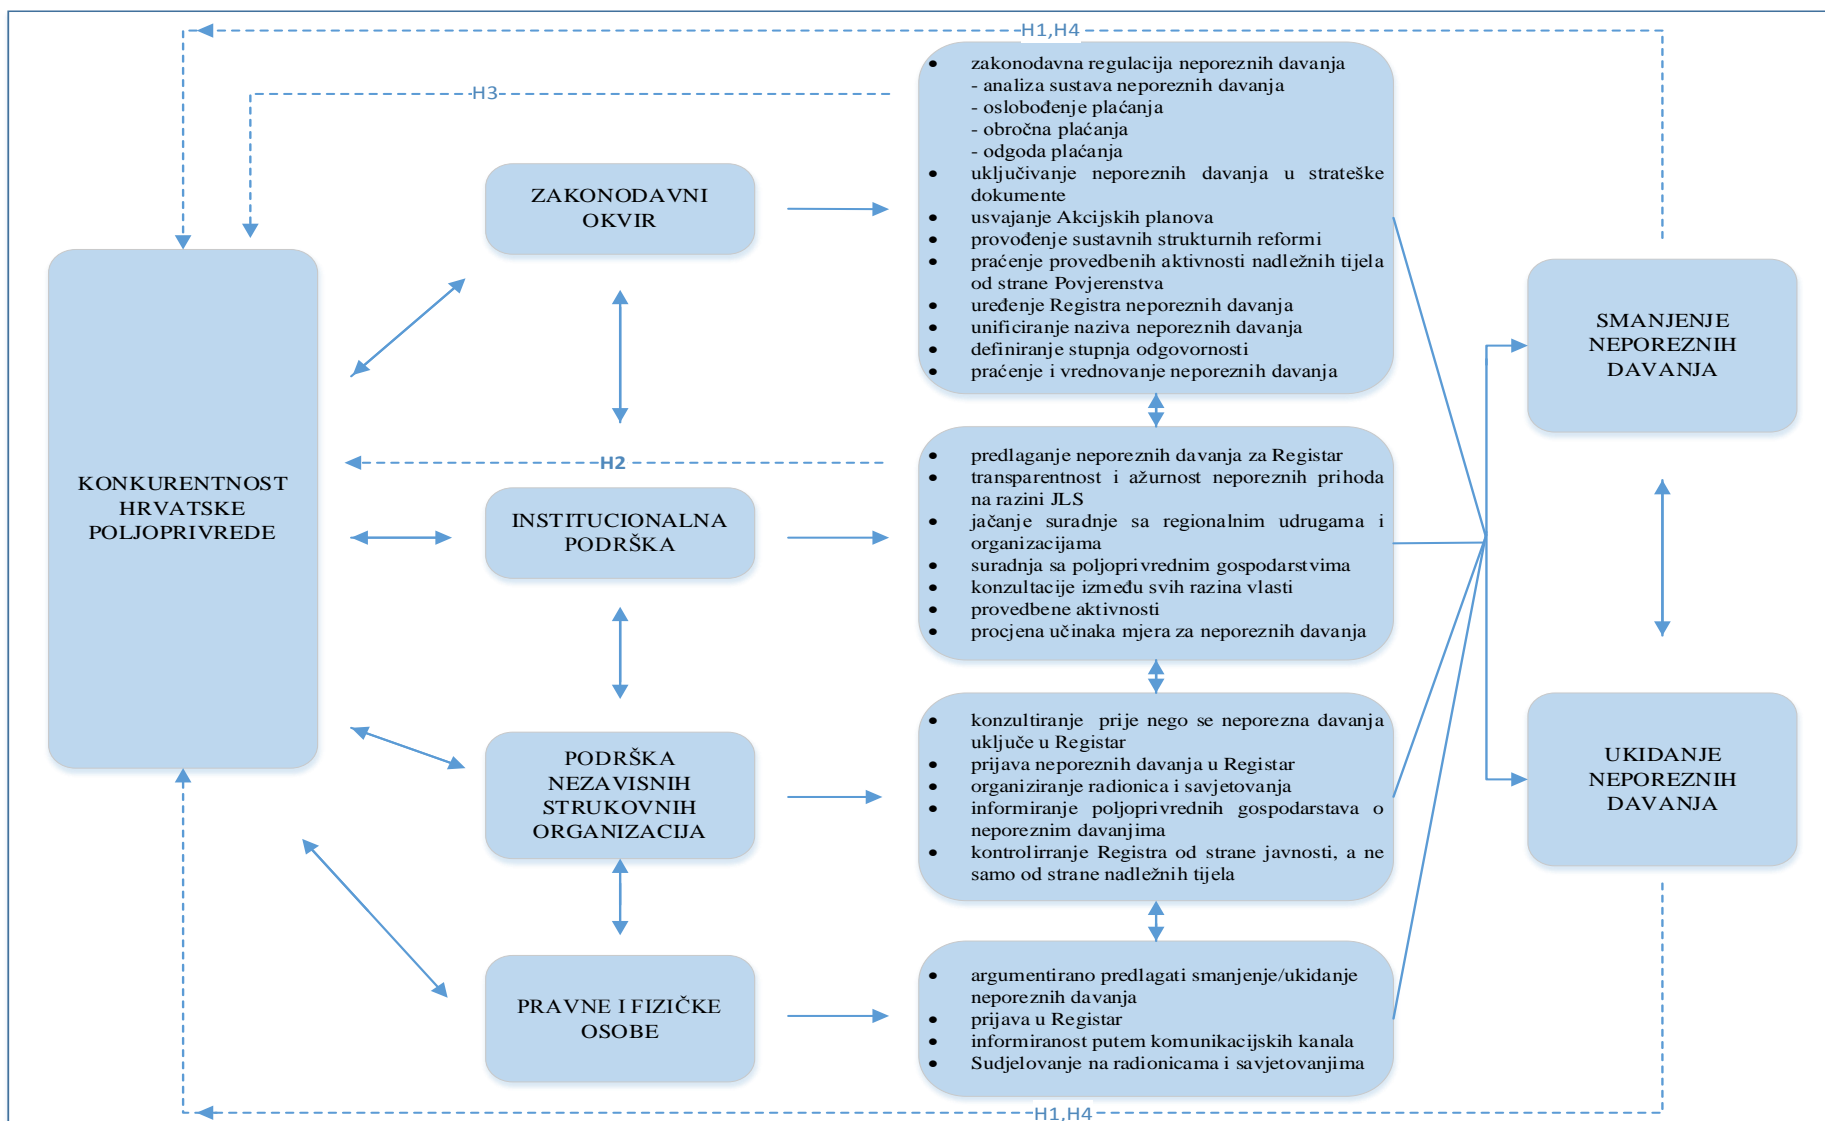 H1,H4
H3
• zakonodavna regulacija neporeznih davanja
- analiza sustava neporeznih davanja
- oslobođenje plaćanja
- obročna plaćanja
- odgoda plaćanja
• uključivanje neporeznih davanja u strateške
dokumente
• usvajanje Akcijskih planova
• provođenje sustavnih strukturnih reformi
• praćenje provedbenih aktivnosti nadležnih tijela
od strane Povjerenstva
• uređenje Registra neporeznih davanja
• unificiranje naziva neporeznih davanja
• definiranje stupnja odgovornosti
• praćenje i vrednovanje neporeznih davanja
ZAKONODAVNI
OKVIR
SMANJENJE
NEPOREZNIH
DAVANJA
KONKURENTNOST
HRVATSKE
POLJOPRIVREDE
H2
INSTITUCIONALNA
PODRŠKA
• predlaganje neporeznih davanja za Registar
• transparentnost i ažurnost neporeznih prihoda
na razini JLS
• jačanje suradnje sa regionalnim udrugama i
organizacijama
• suradnja sa poljoprivrednim gospodarstvima
• konzultacije između svih razina vlasti
• provedbene aktivnosti
• procjena učinaka mjera za neporeznih davanja
PODRŠKA
NEZAVISNIH
STRUKOVNIH
ORGANIZACIJA
• konzultiranje prije nego se neporezna davanja
uključe u Registar
• prijava neporeznih davanja u Registar
• organiziranje radionica i savjetovanja
• informiranje poljoprivrednih gospodarstava o
neporeznim davanjima
• kontrolirranje Registra od strane javnosti, a ne
samo od strane nadležnih tijela
UKIDANJE
NEPOREZNIH
DAVANJA
PRAVNE I FIZIČKE
OSOBE
• argumentirano predlagati smanjenje/ukidanje
neporeznih davanja
• prijava u Registar
• informiranost putem komunikacijskih kanala
• Sudjelovanje na radionicama i savjetovanjima
H1,H4